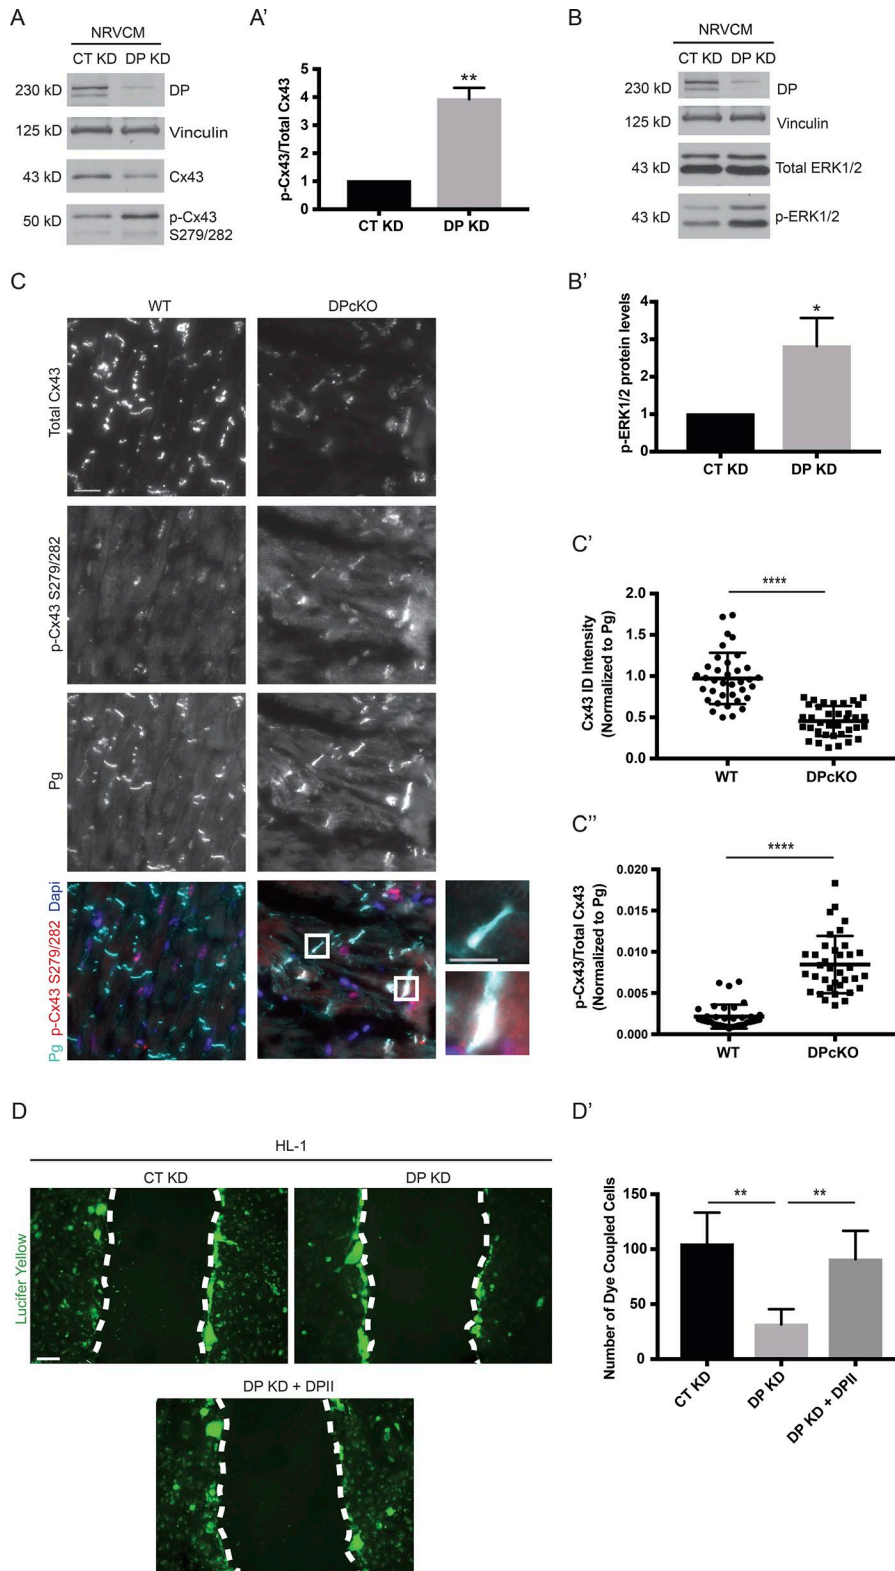 A
NRVCM
CT KD DP KD
230 kD
DP
125 kD
Vinculin
43 kD
Cx43
50 kD
p-Cx43
S279/282
A'
p-Cx43/Total Cx43
5
4
3
2
1
0
**
CT KD
DP KD
B
NRVCM
CT KD DP KD
230 kD
DP
125 kD
Vinculin
43 kD
Total ERK1/2
43 kD
p-ERK1/2
B'
p-ERK1/2 protein levels
4
3
2
1
0
*
CT KD
DP KD
C
WT
DPcKO
Total Cx43
p-Cx43 S279/282
Pg
Pg p-Cx43 S279/282 Dapi
C'
Cx43 ID Intensity
(Normalized to Pg)
2.0
1.5
1.0
0.5
0.0
****
WT
DPcKO
C''
p-Cx43/Total Cx43
(Normalized to Pg)
0.020
0.015
0.010
0.005
0.000
****
WT
DPcKO
D
HL-1
CT KD
DP KD
Lucifer Yellow
DP KD + DPII
D'
Number of Dye Coupled Cells
150
100
50
0
**
**
CT KD
DP KD
DP KD + DPII